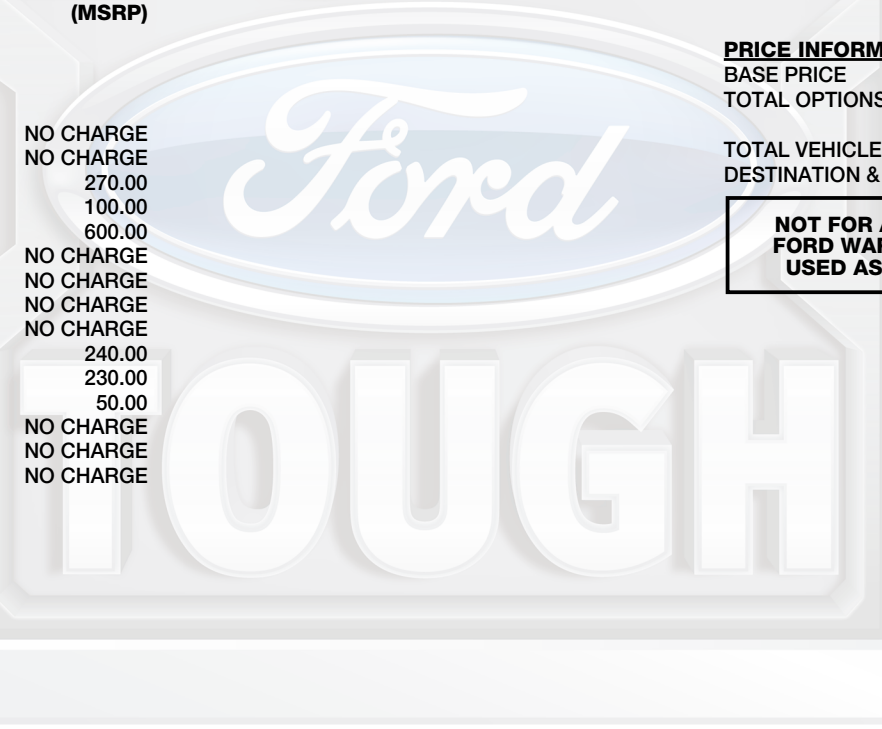 (MSRP)
NO CHARGE
NO CHARGE
270.00
100.00
600.00
NO CHARGE
NO CHARGE
NO CHARGE
NO CHARGE
240.00
230.00
50.00
NO CHARGE
NO CHARGE
NO CHARGE
PRICE INFORM
BASE PRICE
TOTAL OPTIONS
TOTAL VEHICLE
DESTINATION &
NOT FOR A
FORD WAR
USED AS
Ford
TOUGH